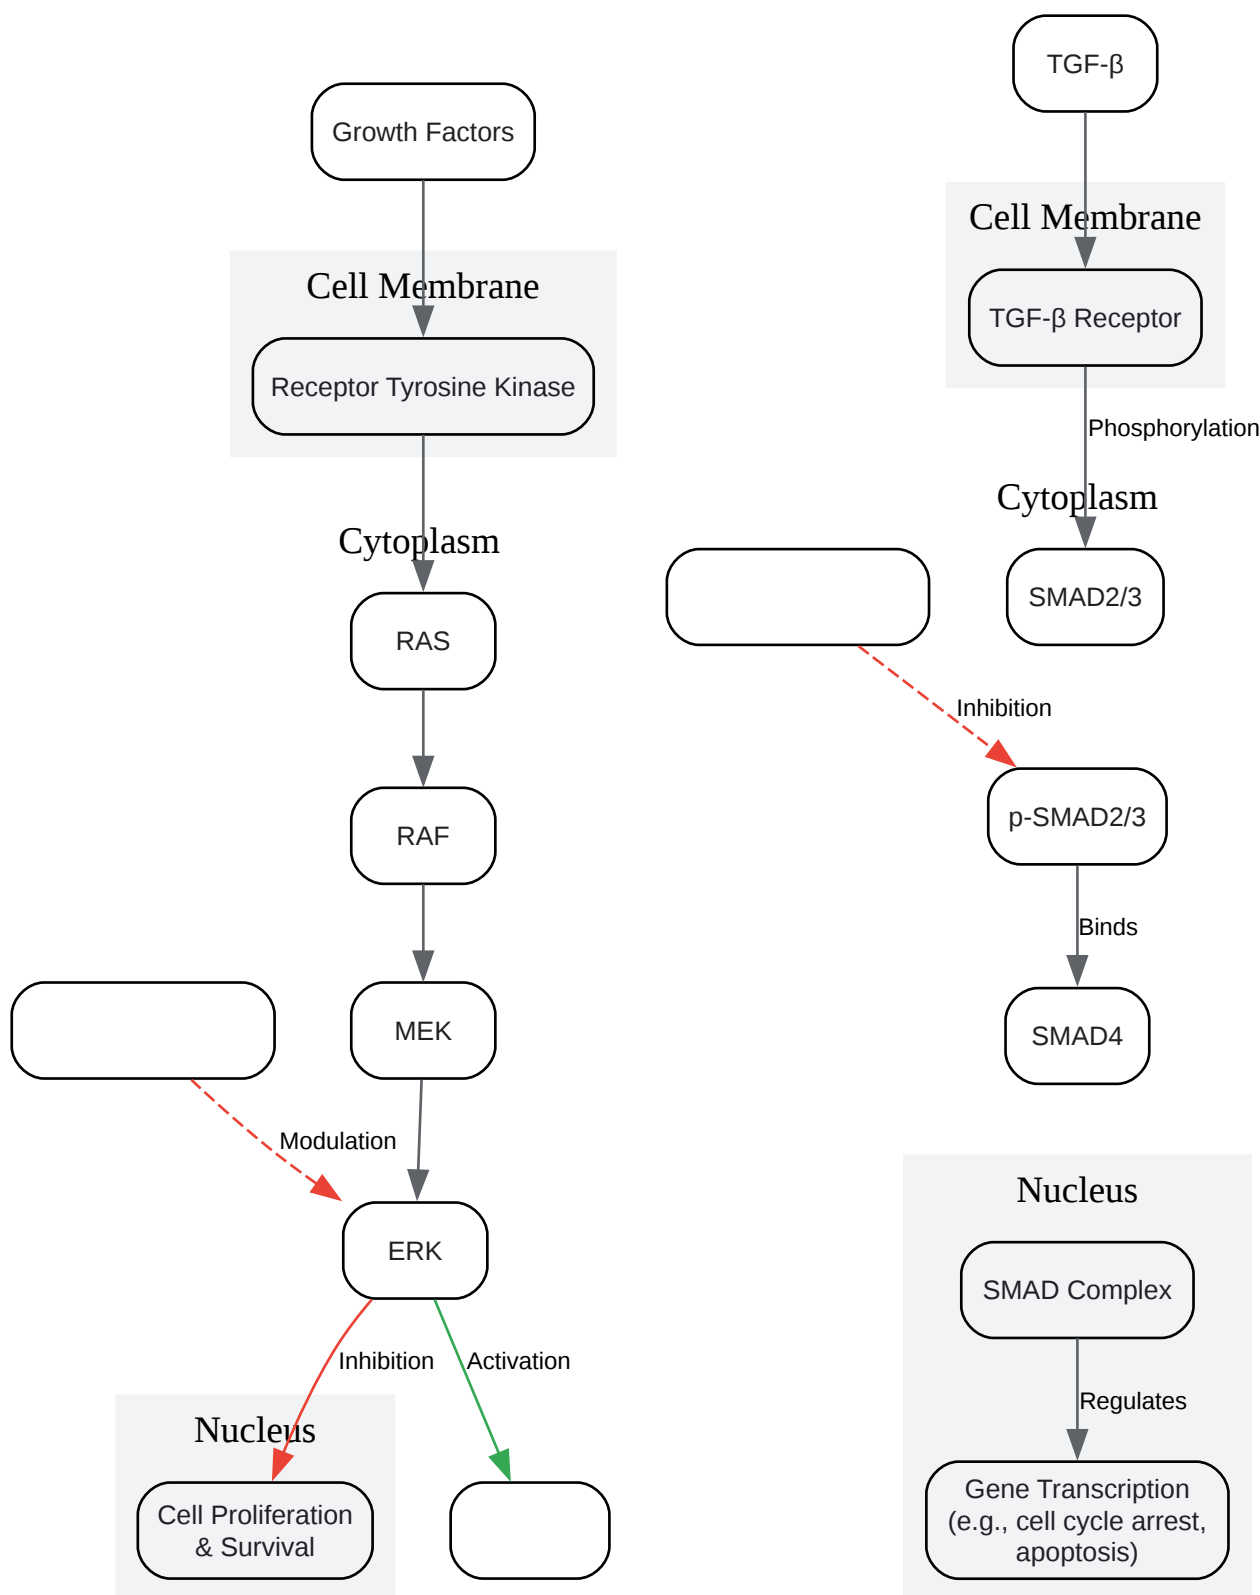 Growth Factors
Cell Membrane
Receptor Tyrosine Kinase
Cytoplasm
RAS
RAF
MEK
Modulation
ERK
Inhibition
Activation
Nucleus
Cell Proliferation
& Survival
TGF-β
Cell Membrane
TGF-β Receptor
Phosphorylation
Cytoplasm
SMAD2/3
Inhibition
p-SMAD2/3
Binds
SMAD4
Nucleus
SMAD Complex
Regulates
Gene Transcription
(e.g., cell cycle arrest,
apoptosis)